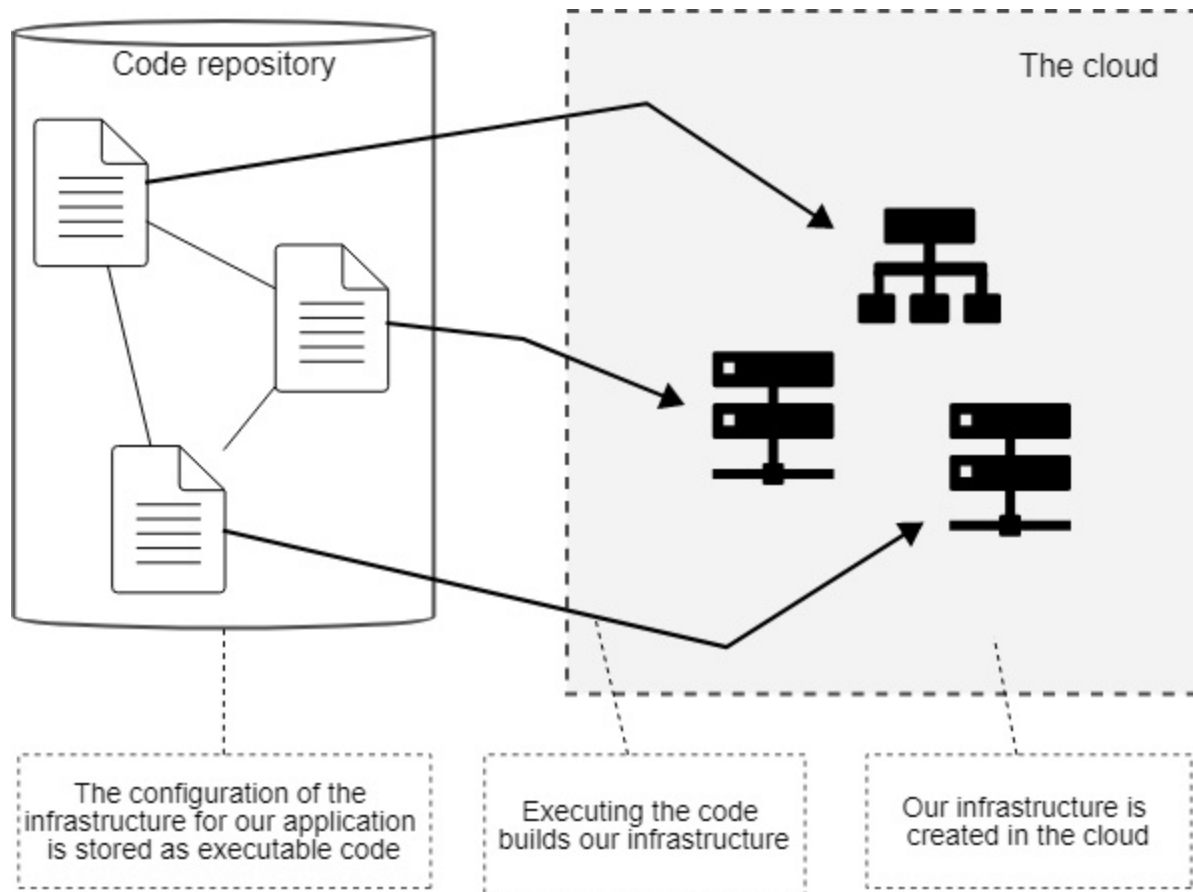 Code repository
The cloud
The configuration of the
infrastructure for our application
is stored as executable code
Executing the code
builds our infrastructure
Our infrastructure is
created in the cloud